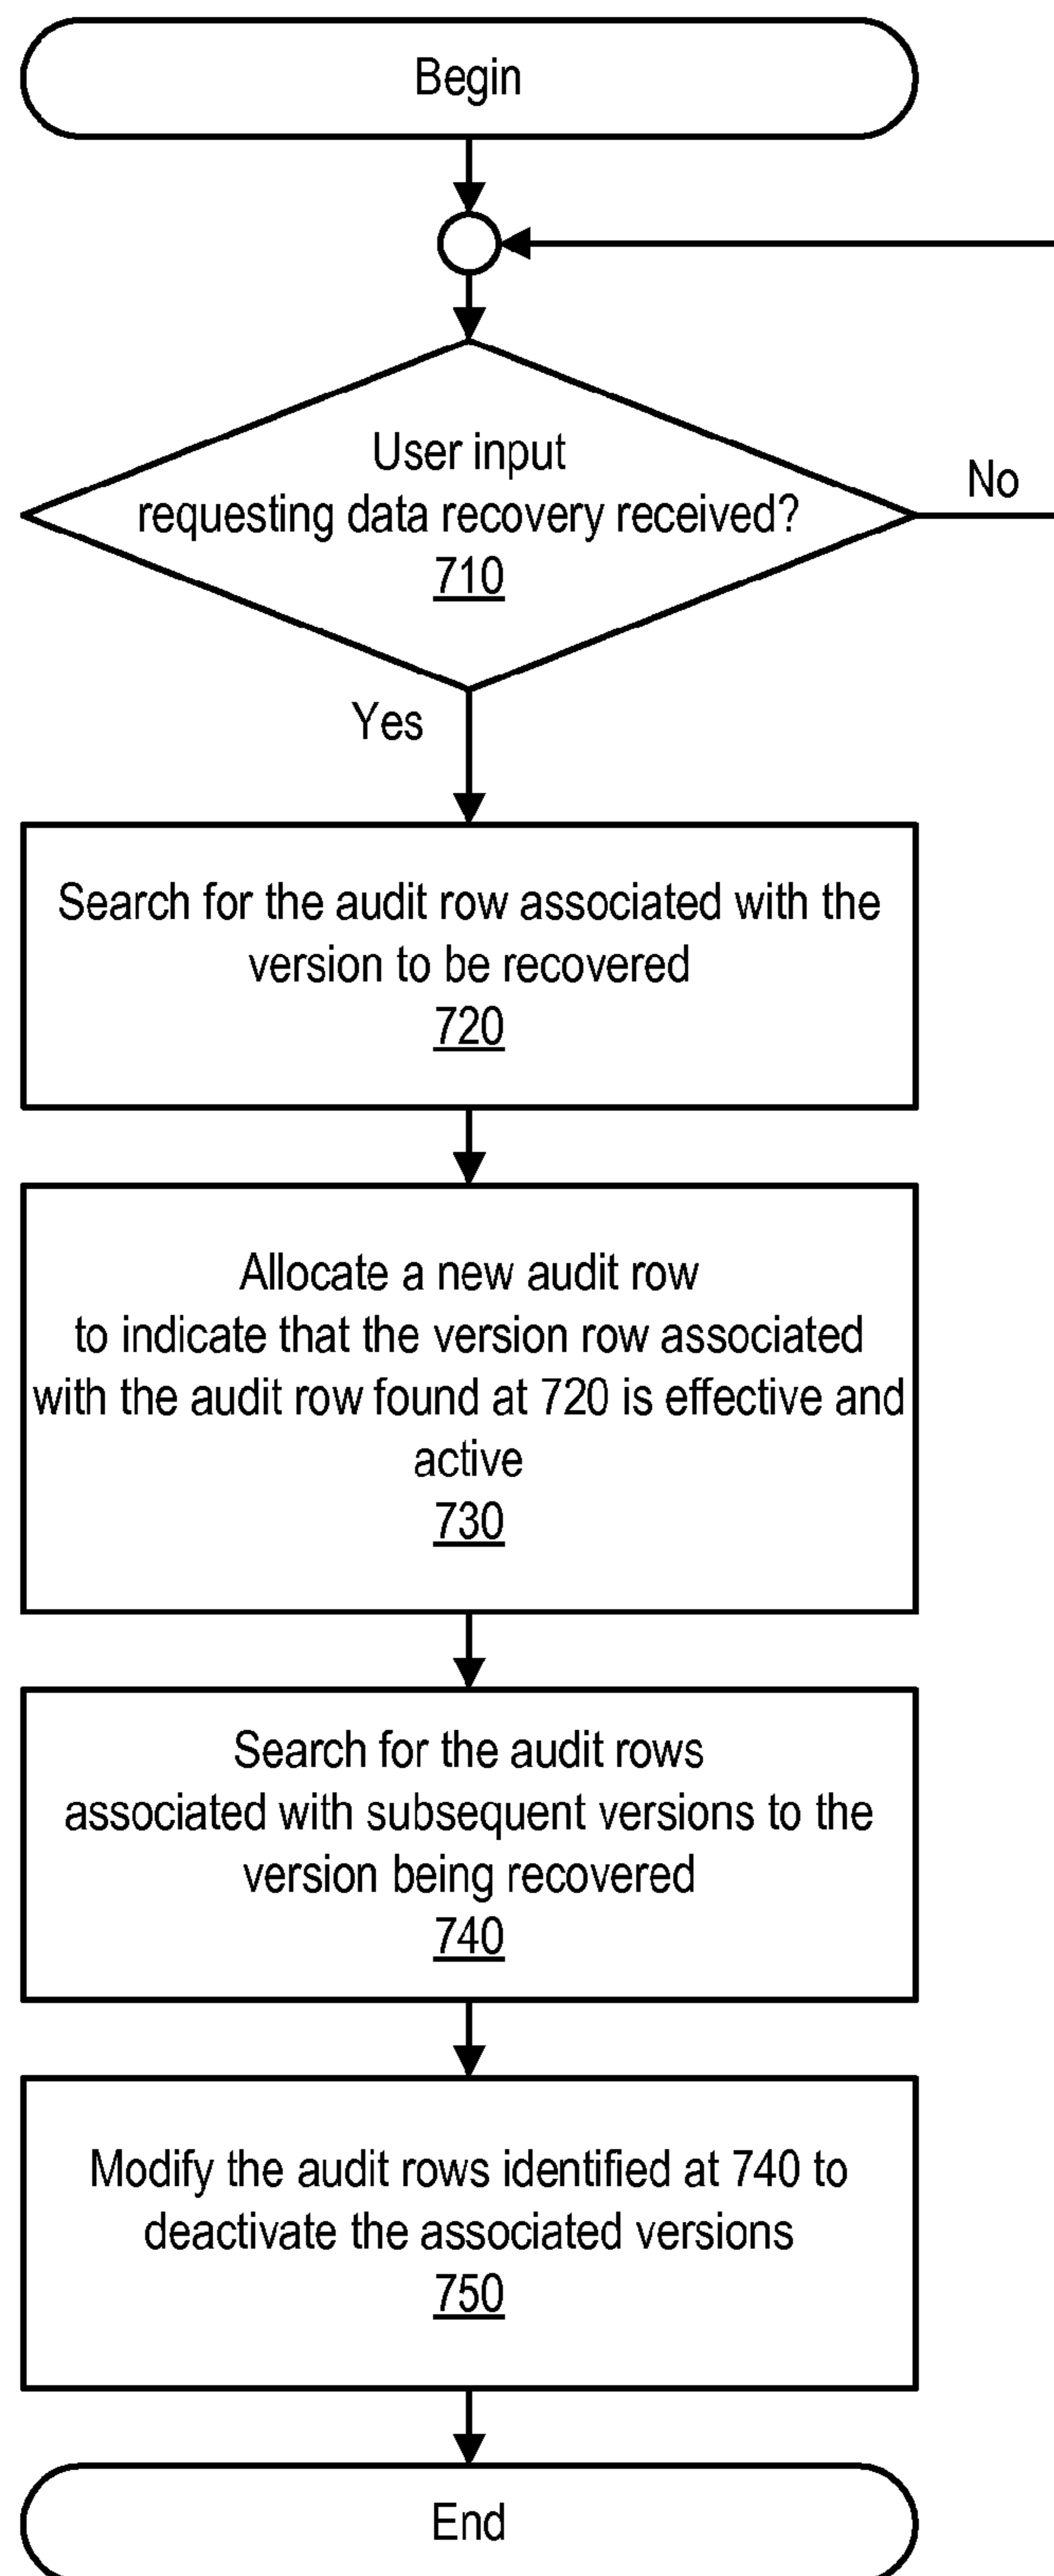 Begin
User input
requesting data recovery received?
710
No
Yes
Search for the audit row associated with the
version to be recovered
720
Allocate a new audit row
to indicate that the version row associated
with the audit row found at 720 is effective and
active
730
Search for the audit rows
associated with subsequent versions to the
version being recovered
740
Modify the audit rows identified at 740 to
deactivate the associated versions
750
End